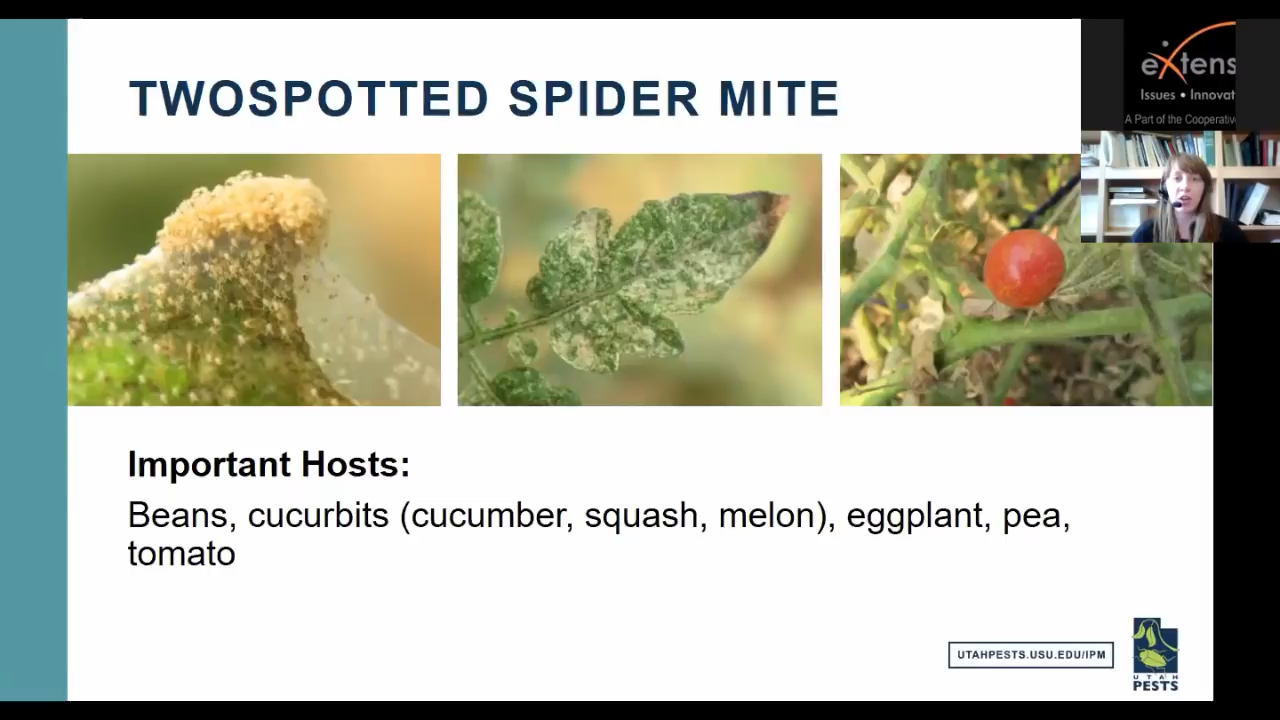 TWOSPOTTED SPIDER MITE
eXtens
Issues • Innovat
A Part of the Cooperativ
Important Hosts:
Beans, cucurbits (cucumber, squash, melon), eggplant, pea,
tomato
UTAHPESTS.USU.EDU/IPM
UTAH
PESTS